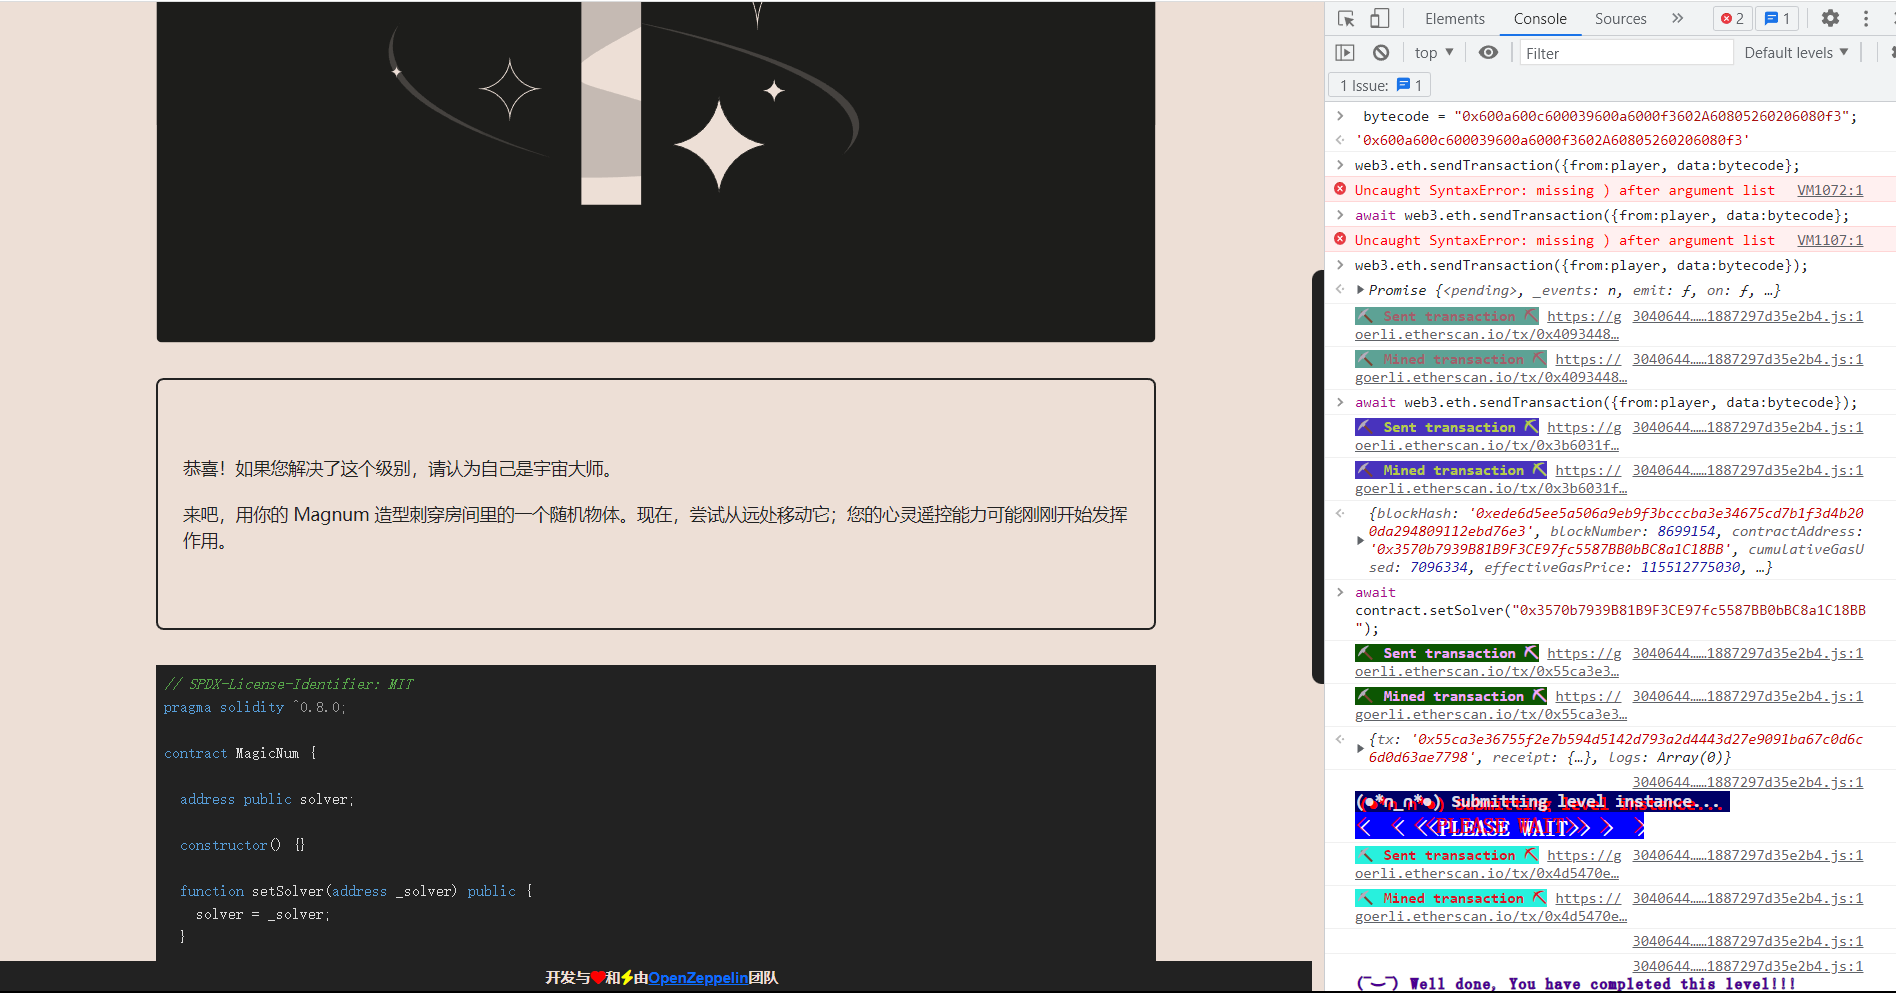 恭喜！如果您解决了这个级别，请认为自己是宇宙大师。
来吧，用你的 Magnum 造型刺穿房间里的一个随机物体。现在，尝试从远处移动它；您的心灵遥控能力可能刚刚开始发挥
作用。
// SPDX-License-Identifier: MIT
pragma solidity ^0.8.0;
contract MagicNum {
address public solver;
constructor() {}
function setSolver(address _solver) public {
solver = _solver;
}
开发与❤和⚡由OpenZeppelin团队
Elements Console Sources » 2 1
top ▼ Filter Default levels ▼
1 Issue: 1
bytecode = "0x600a600c600039600a6000f3602A60805260206080f3";
'0x600a600c600039600a6000f3602A60805260206080f3'
web3.eth.sendTransaction({from:player, data:bytecode};
Uncaught SyntaxError: missing ) after argument list VM1072:1
await web3.eth.sendTransaction({from:player, data:bytecode};
Uncaught SyntaxError: missing ) after argument list VM1107:1
web3.eth.sendTransaction({from:player, data:bytecode});
Promise {<pending>, _events: n, emit: ƒ, on: ƒ, …}
Sent transaction https://g 3040644……1887297d35e2b4.js:1
oerli.etherscan.io/tx/0x4093448…
Mined transaction https:// 3040644……1887297d35e2b4.js:1
goerli.etherscan.io/tx/0x4093448…
await web3.eth.sendTransaction({from:player, data:bytecode});
Sent transaction https://g 3040644……1887297d35e2b4.js:1
oerli.etherscan.io/tx/0x3b6031f…
Mined transaction https:// 3040644……1887297d35e2b4.js:1
goerli.etherscan.io/tx/0x3b6031f…
{blockHash: '0xede6d5ee5a506a9eb9f3bcccba3e34675cd7b1f3d4b20
0da294809112ebd76e3', blockNumber: 8699154, contractAddress:
'0x3570b7939B81B9F3CE97fc5587BB0bBC8a1C18BB', cumulativeGasU
sed: 7096334, effectiveGasPrice: 115512775030, …}
await
contract.setSolver("0x3570b7939B81B9F3CE97fc5587BB0bBC8a1C18BB
");
Sent transaction https://g 3040644……1887297d35e2b4.js:1
oerli.etherscan.io/tx/0x55ca3e3…
Mined transaction https:// 3040644……1887297d35e2b4.js:1
goerli.etherscan.io/tx/0x55ca3e3…
{tx: '0x55ca3e36755f2e7b594d5142d793a2d4443d27e9091ba67c0d6c
6d0d63ae7798', receipt: {…}, logs: Array(0)}
3040644……1887297d35e2b4.js:1
(●*∩_∩*●) Submitting level instance...
< < <<PLEASE WAIT>> > >
Sent transaction https://g 3040644……1887297d35e2b4.js:1
oerli.etherscan.io/tx/0x4d5470e…
Mined transaction https:// 3040644……1887297d35e2b4.js:1
goerli.etherscan.io/tx/0x4d5470e…
3040644……1887297d35e2b4.js:1
3040644……1887297d35e2b4.js:1
(‾⌣‾) Well done, You have completed this level!!!